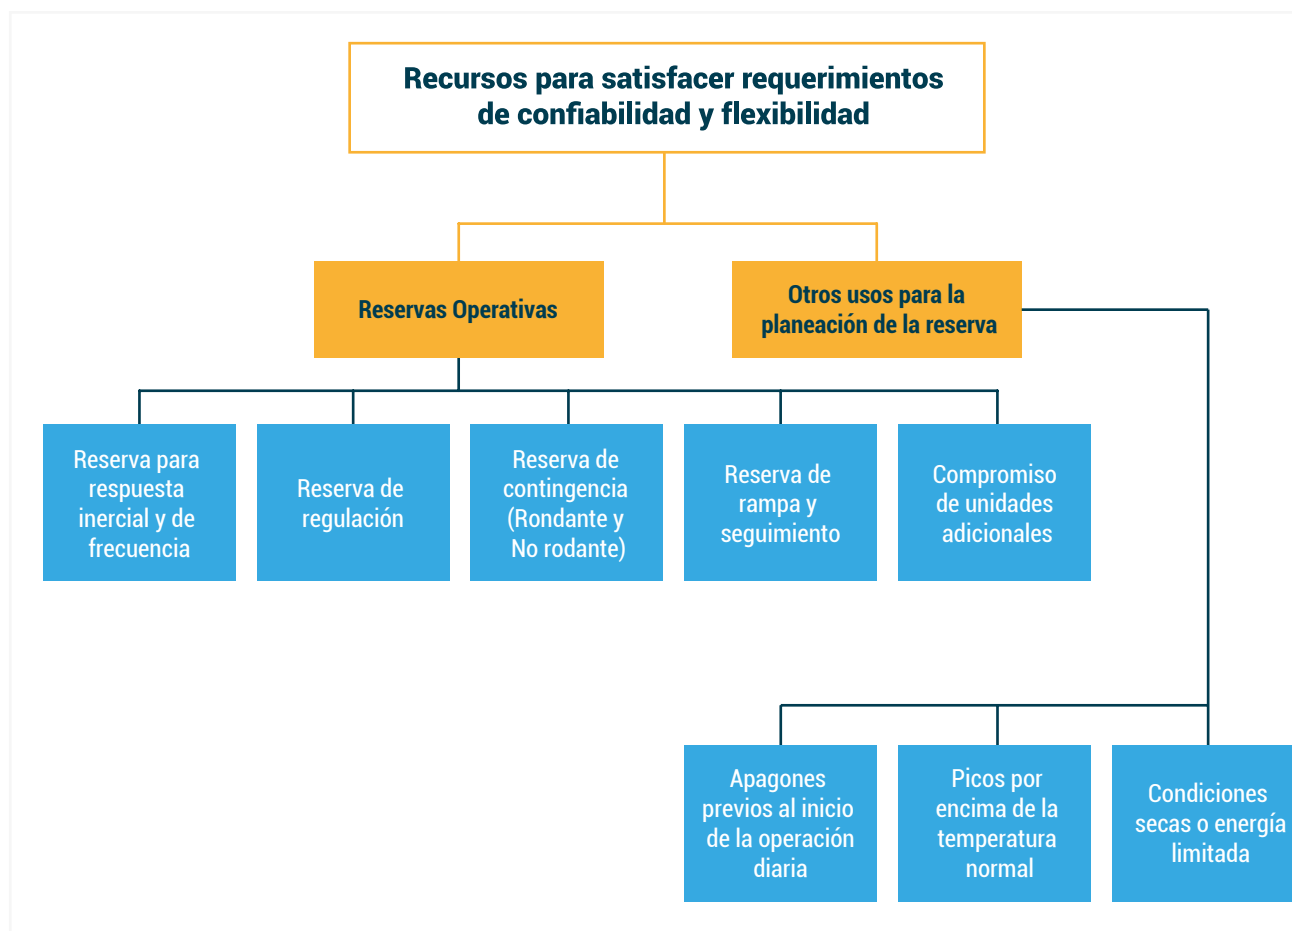 Recursos para satisfacer requerimientos
de confiabilidad y flexibilidad
Reservas Operativas
Otros usos para la
planeación de la reserva
Reserva para
respuesta
inercial y de
frecuencia
Reserva de
regulación
Reserva de
contingencia
(Rondante y
No rodante)
Reserva de
rampa y
seguimiento
Compromiso
de unidades
adicionales
Apagones
previos al inicio
de la operación
diaria
Picos por
encima de la
temperatura
normal
Condiciones
secas o energía
limitada